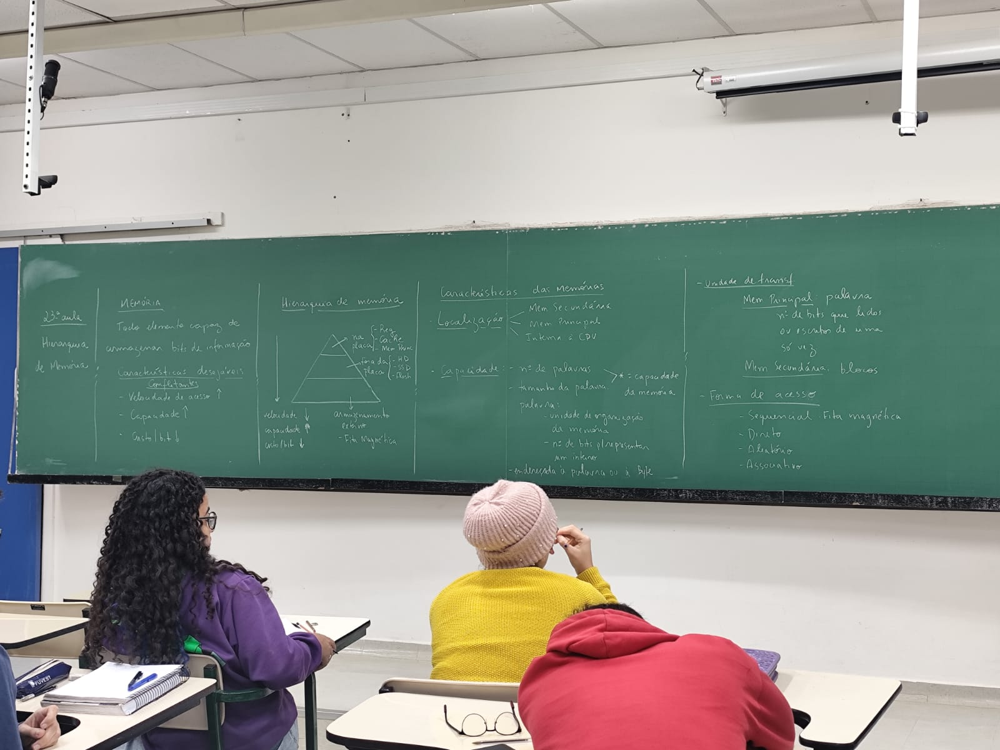 23ª aula
Hierarquia
de Memória
MEMÓRIA
Todo elemento capaz de
armazenar bits de informação
Características desejáveis
Conflitantes
- Velocidade de acesso ↑
- Capacidade ↑
- Custo/bit ↓
Hierarquia de memória
na placa
- Reg
- Cache
- Mem Princ
fora da placa
- HD
- SSD
- Flash
velocidade ↓
capacidade ↑
custo/bit ↓
armazenamento
externo
- Fita Magnética
Características das Memórias
- Localização
Mem Secundária
Mem Principal
Interna à CPU
- Capacidade: - nº de palavras
- tamanho da palavra.
* = capacidade
da memória
palavra:
- unidade de organização
da memória
- nº de bits p/ representar
um inteiro
- endereçada à palavra ou à Byte
- Unidade de transf.
Mem Principal: palavra
nº de bits que lidos
ou escritos de uma
só vez
Mem Secundária: blocos
- Forma de acesso
- Sequencial: Fita magnética
- Direto
- Aleatório
- Associativo
FUVEST